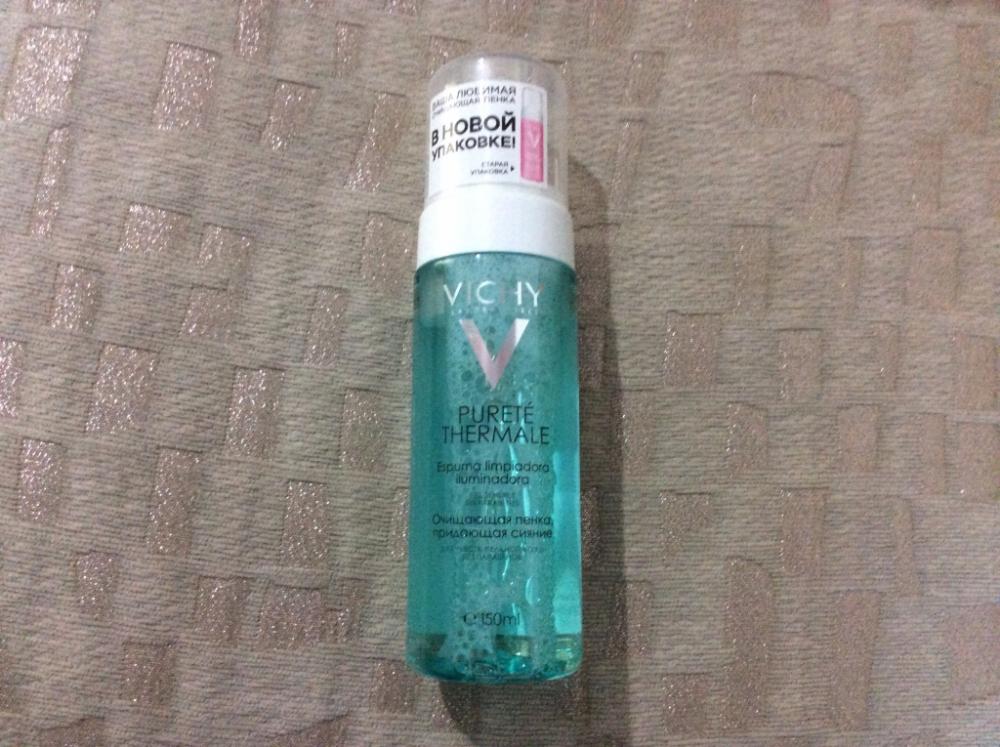 ВАША ЛЮБИМАЯ
ОЧИЩАЮЩАЯ ПЕНКА
В НОВОЙ
УПАКОВКЕ!
СТАРАЯ
УПАКОВКА
VICHY
V
PURETÉ
THERMALE
Espuma limpiadora
iluminadora
Очищающая пенка,
придающая сияние
℮ 150ml